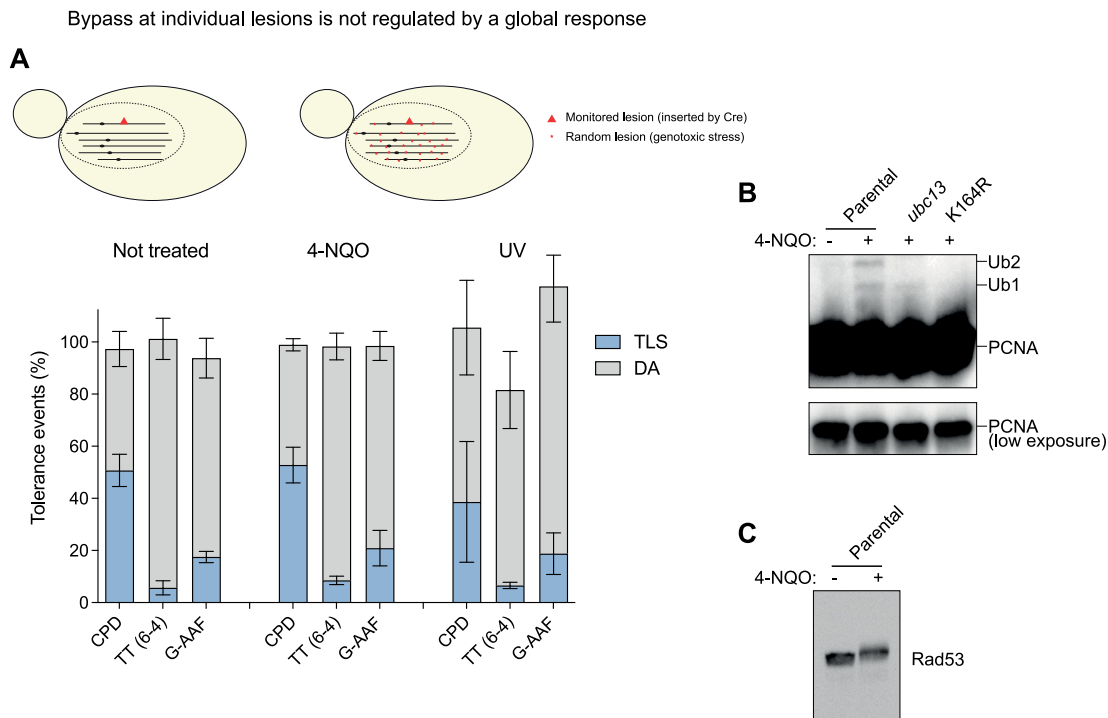 Bypass at individual lesions is not regulated by a global response
A
Monitored lesion (inserted by Cre)
Random lesion (genotoxic stress)
Not treated
4-NQO
UV
Tolerance events (%)
100
80
60
40
20
0
CPD
TT (6-4)
G-AAF
CPD
TT (6-4)
G-AAF
CPD
TT (6-4)
G-AAF
TLS
DA
B
Parental
ubc13
K164R
4-NQO: - + + +
Ub2
Ub1
PCNA
PCNA
(low exposure)
C
Parental
4-NQO: - +
Rad53